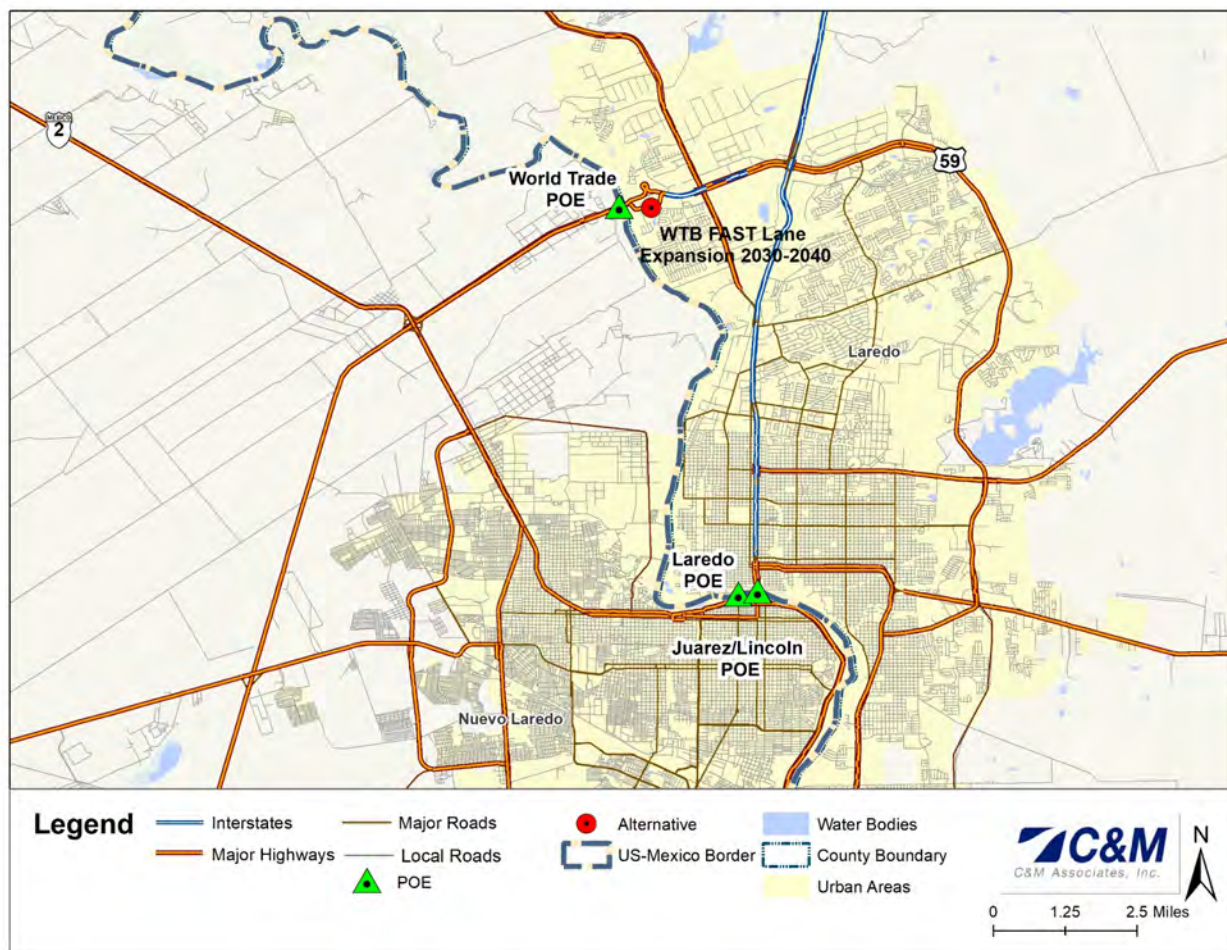 MEXICO
2
59
World Trade
POE
WTB FAST Lane
Expansion 2030-2040
Laredo
Laredo
POE
Juarez/Lincoln
POE
Nuevo Laredo
Legend
Interstates
Major Highways
Major Roads
Local Roads
POE
Alternative
US-Mexico Border
Water Bodies
County Boundary
Urban Areas
C&M
C&M Associates, Inc.
N
0 1.25 2.5 Miles